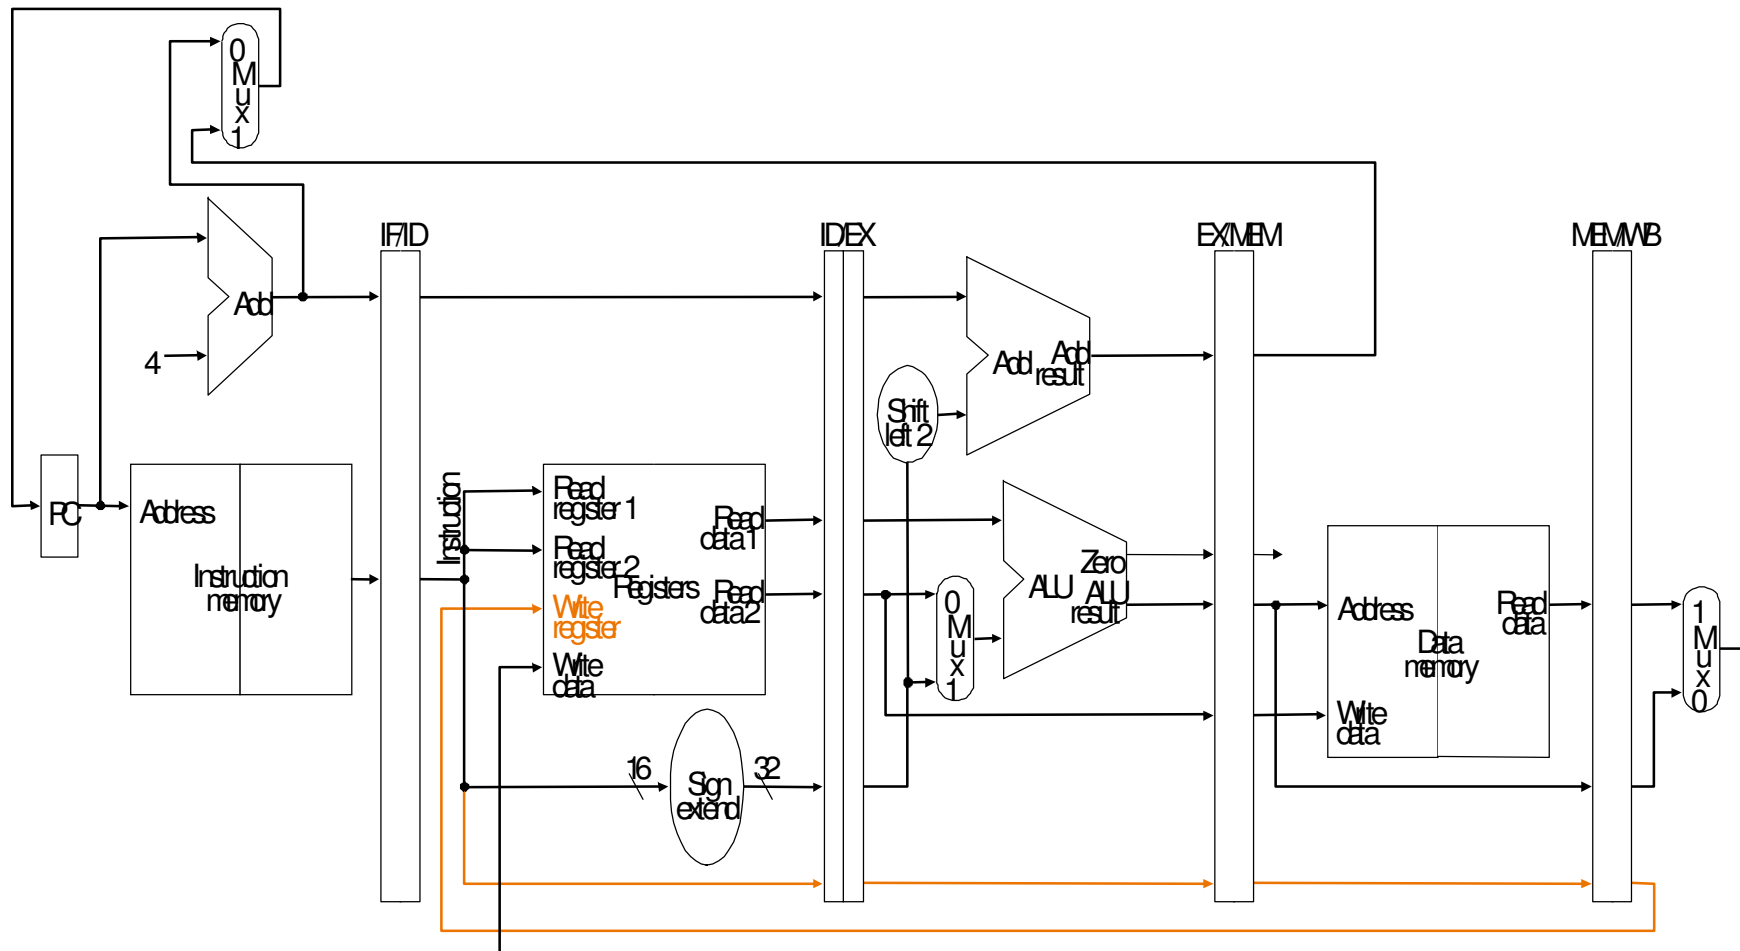 0
M
u
x
1
IF/ID
ID/EX
EX/MEM
MEM/WB
Add
4
Add
Add
result
Shift
left 2
PC
Address
Instruction
memory
Instruction
Read
register 1
Read
register 2
Registers
Write
register
Write
data
Read
data 1
Read
data 2
0
M
u
x
1
Zero
ALU
ALU
result
Address
Data
memory
Write
data
Read
data
1
M
u
x
0
16
Sign
extend
32